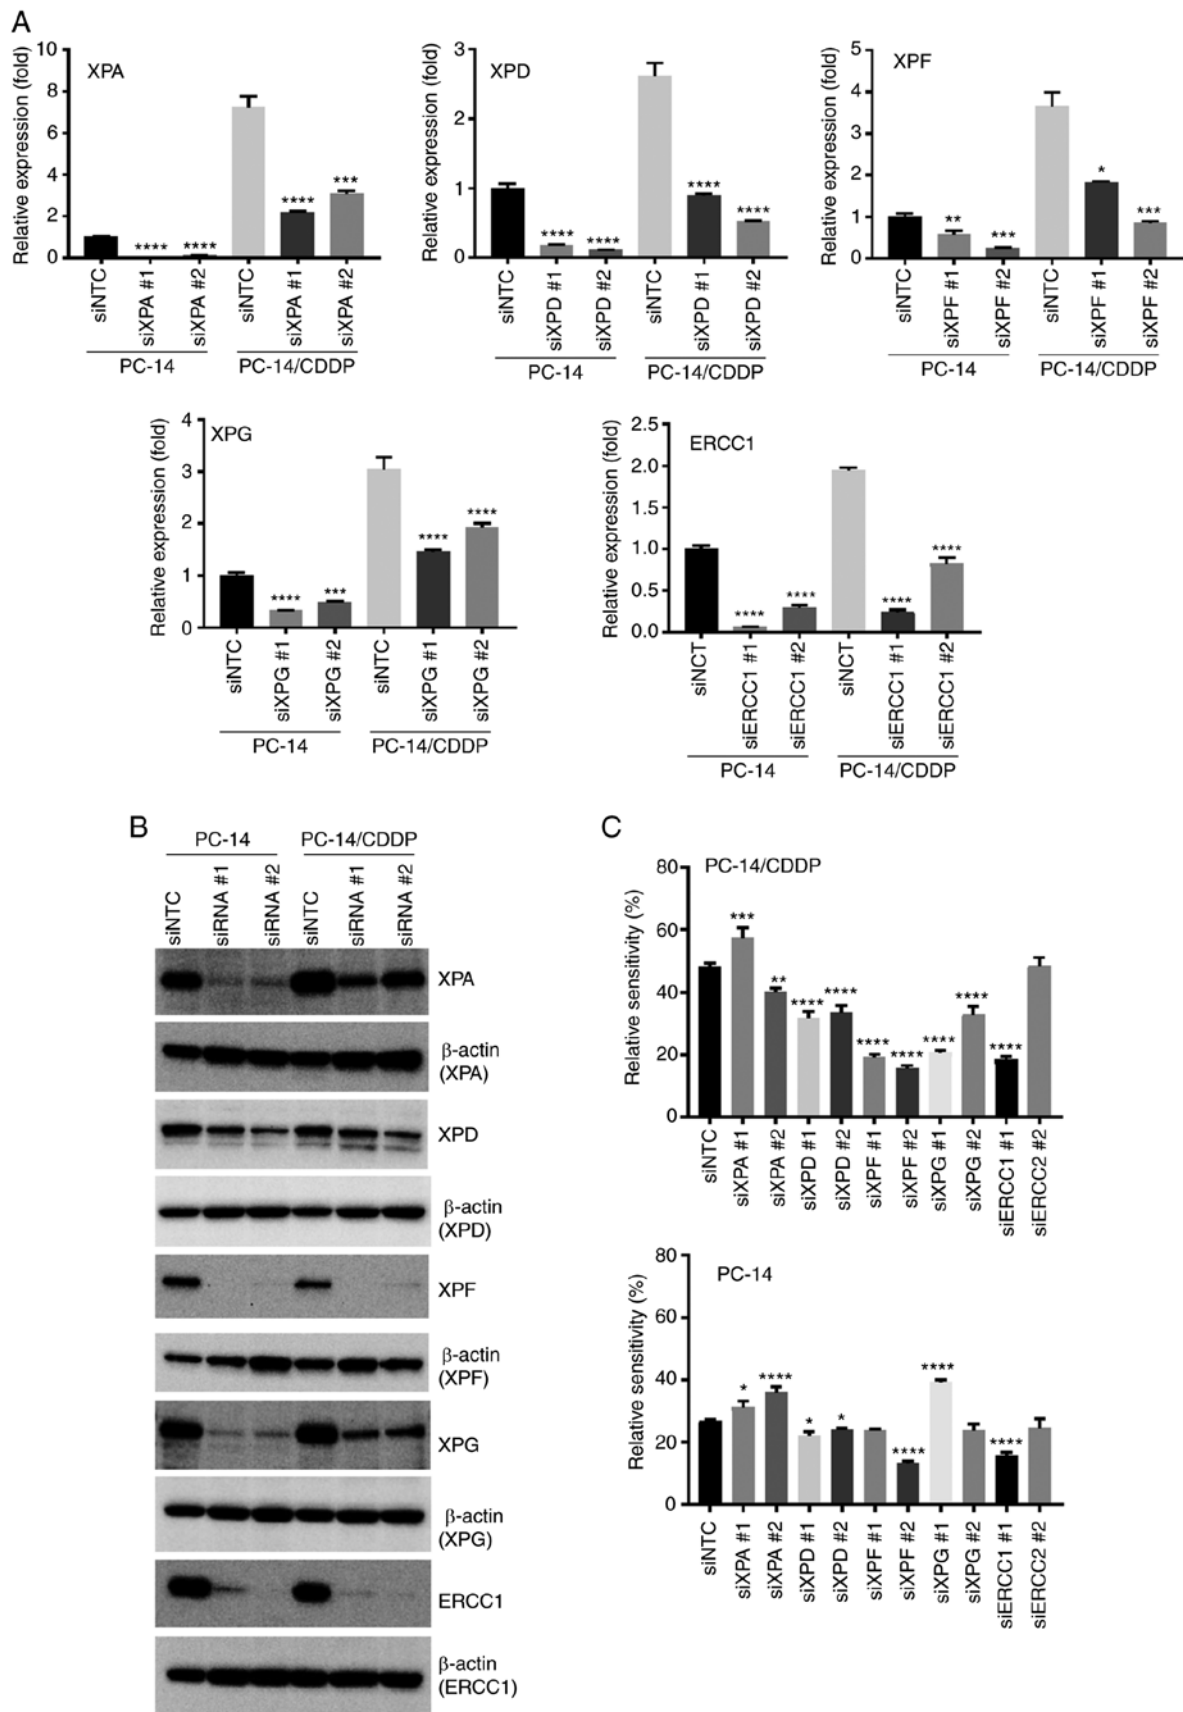 A
XPA
Relative expression (fold)
10
8
6
4
2
0
****
****
****
***
siNTC
siXPA #1
siXPA #2
siNTC
siXPA #1
siXPA #2
PC-14
PC-14/CDDP
XPD
Relative expression (fold)
3
2
1
0
****
****
****
****
siNTC
siXPD #1
siXPD #2
siNTC
siXPD #1
siXPD #2
PC-14
PC-14/CDDP
XPF
Relative expression (fold)
5
4
3
2
1
0
**
***
*
***
siNTC
siXPF #1
siXPF #2
siNTC
siXPF #1
siXPF #2
PC-14
PC-14/CDDP
XPG
Relative expression (fold)
4
3
2
1
0
****
***
****
****
siNTC
siXPG #1
siXPG #2
siNTC
siXPG #1
siXPG #2
PC-14
PC-14/CDDP
ERCC1
Relative expression (fold)
2.5
2.0
1.5
1.0
0.5
0.0
****
****
****
****
siNCT
siERCC1 #1
siERCC1 #2
siNCT
siERCC1 #1
siERCC1 #2
PC-14
PC-14/CDDP
B
PC-14
PC-14/CDDP
siNTC
siRNA #1
siRNA #2
siNTC
siRNA #1
siRNA #2
XPA
β-actin
(XPA)
XPD
β-actin
(XPD)
XPF
β-actin
(XPF)
XPG
β-actin
(XPG)
ERCC1
β-actin
(ERCC1)
C
PC-14/CDDP
Relative sensitivity (%)
80
60
40
20
0
***
**
****
****
****
****
****
****
****
siNTC
siXPA #1
siXPA #2
siXPD #1
siXPD #2
siXPF #1
siXPF #2
siXPG #1
siXPG #2
siERCC1 #1
siERCC2 #2
PC-14
Relative sensitivity (%)
80
60
40
20
0
*
****
*
*
****
****
****
siNTC
siXPA #1
siXPA #2
siXPD #1
siXPD #2
siXPF #1
siXPF #2
siXPG #1
siXPG #2
siERCC1 #1
siERCC2 #2